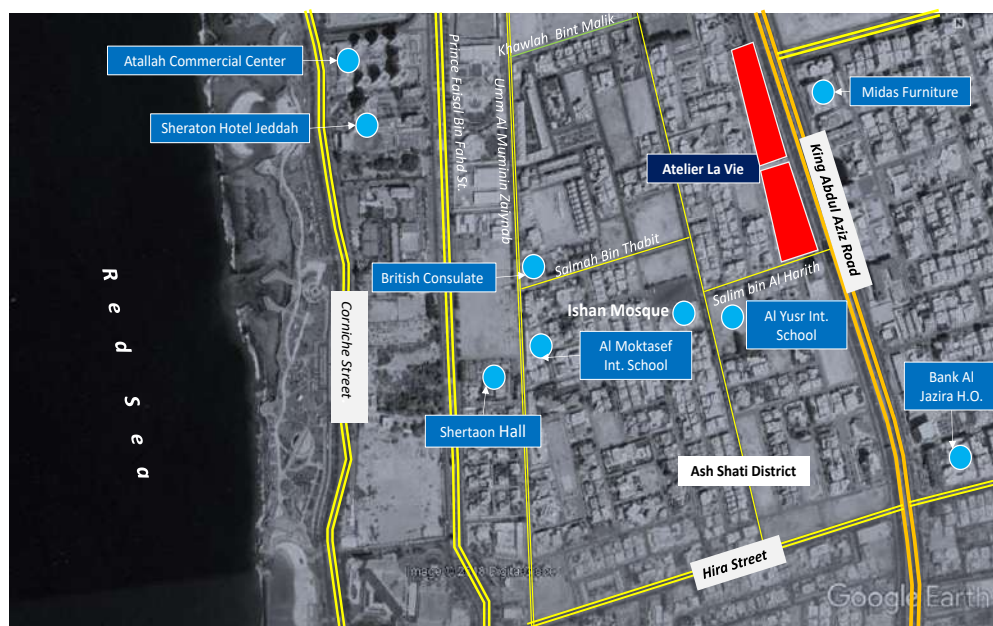 Atallah Commercial Center
Sheraton Hotel Jeddah
Prince Faisal Bin Fahd St.
Umm Al Muminin Zaiynab
Khawlah Bint Malik
Midas Furniture
Atelier La Vie
King Abdul Aziz Road
British Consulate
Salmah Bin Thabit
Salim bin Al Harith
Red Sea
Corniche Street
Ishan Mosque
Al Yusr Int.
School
Al Moktasef
Int. School
Bank Al
Jazira H.O.
Shertaon Hall
Ash Shati District
Hira Street
Google Earth